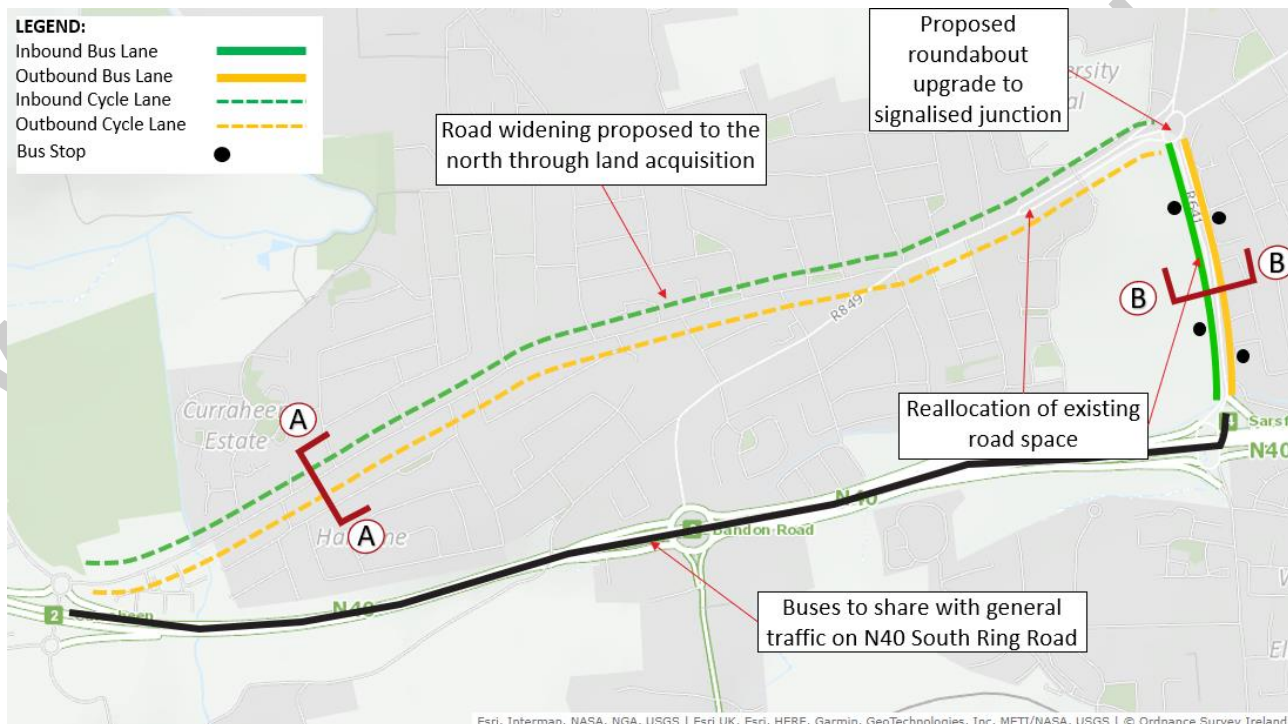 LEGEND:
Inbound Bus Lane
Outbound Bus Lane
Inbound Cycle Lane
Outbound Cycle Lane
Bus Stop
Proposed
roundabout
upgrade to
signalised junction
Road widening proposed to the
north through land acquisition
R641
B
B
R849
Curraheen
Estate
A
A
Reallocation of existing
road space
N40
N40
N40
Bandon Road
2
Buses to share with general
traffic on N40 South Ring Road
Esri, Intermap, NASA, NGA, USGS | Esri UK, Esri, HERE, Garmin, GeoTechnologies, Inc, METI/NASA, USGS | © Ordnance Survey Ireland